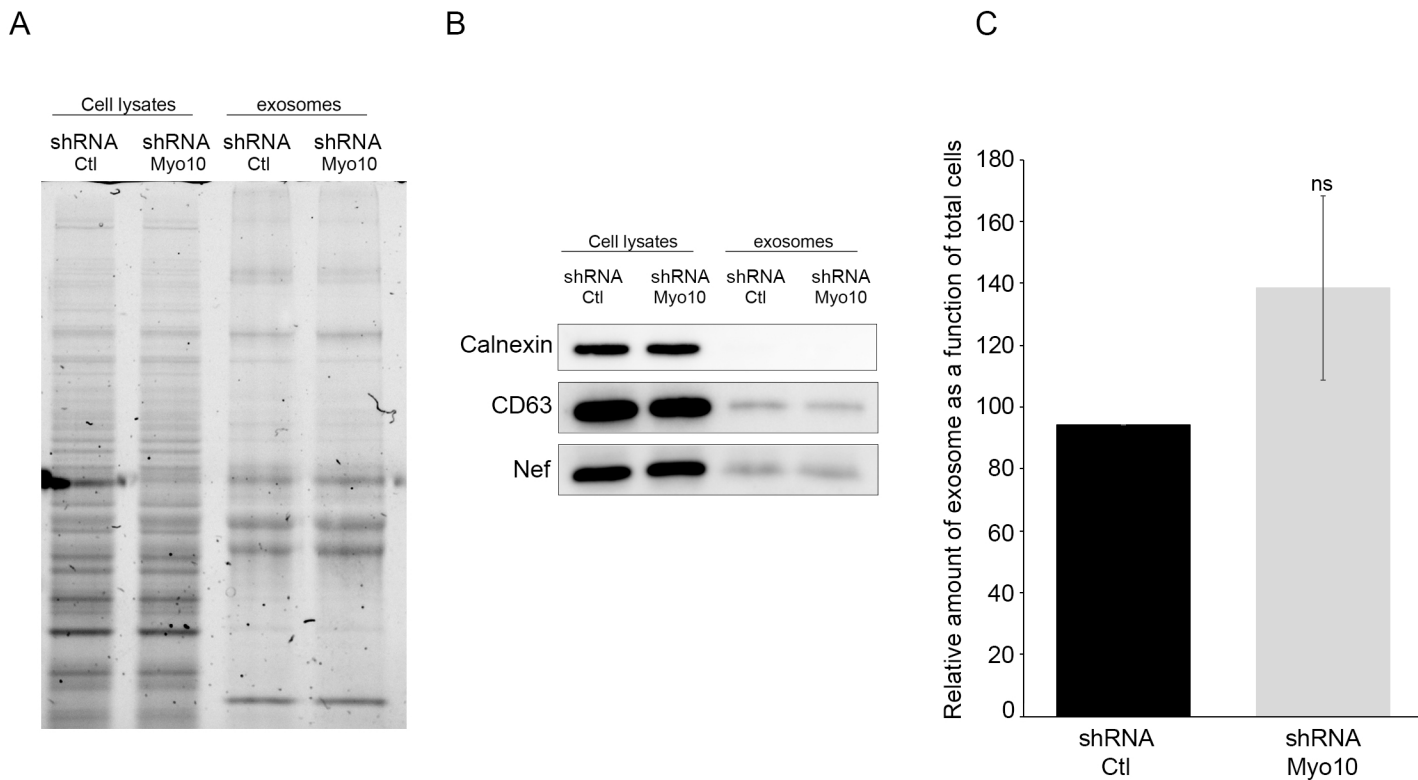 A
B
C
Cell lysates
exosomes
shRNA
Ctl
shRNA
Myo10
shRNA
Ctl
shRNA
Myo10
Cell lysates
exosomes
shRNA
Ctl
shRNA
Myo10
shRNA
Ctl
shRNA
Myo10
Calnexin
CD63
Nef
Relative amount of exosome as a function of total cells
180
160
140
120
100
80
60
40
20
0
ns
shRNA
Ctl
shRNA
Myo10